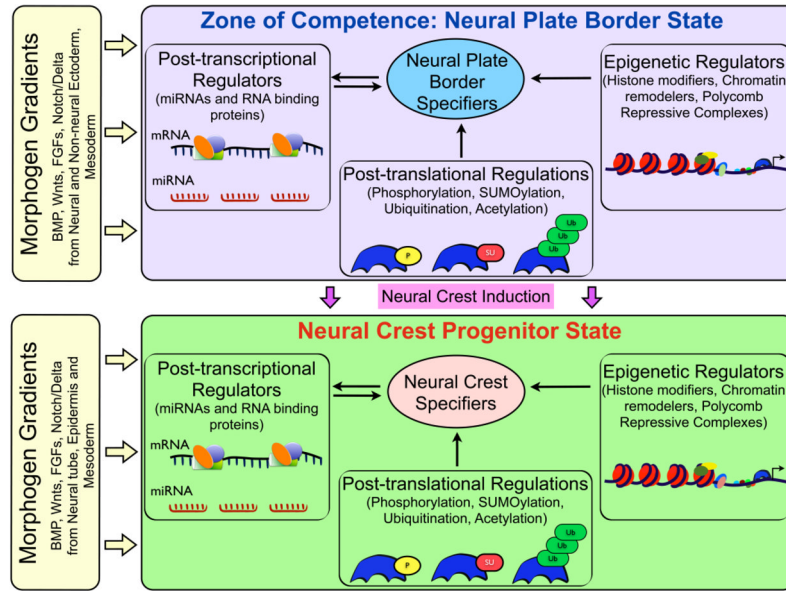 Zone of Competence: Neural Plate Border State
Morphogen Gradients
BMP, Wnts, FGFs, Notch/Delta
from Neural and Non-neural Ectoderm,
Mesoderm
Post-transcriptional
Regulators
(miRNAs and RNA binding
proteins)
mRNA
miRNA
Neural Plate
Border
Specifiers
Epigenetic Regulators
(Histone modifiers, Chromatin
remodelers, Polycomb
Repressive Complexes)
Post-translational Regulations
(Phosphorylation, SUMOylation,
Ubiquitination, Acetylation)
P
SU
Ub
Ub
Ub
Neural Crest Induction
Neural Crest Progenitor State
Morphogen Gradients
BMP, Wnts, FGFs, Notch/Delta
from Neural tube, Epidermis and
Mesoderm
Post-transcriptional
Regulators
(miRNAs and RNA binding
proteins)
mRNA
miRNA
Neural Crest
Specifiers
Epigenetic Regulators
(Histone modifiers, Chromatin
remodelers, Polycomb
Repressive Complexes)
Post-translational Regulations
(Phosphorylation, SUMOylation,
Ubiquitination, Acetylation)
P
SU
Ub
Ub
Ub